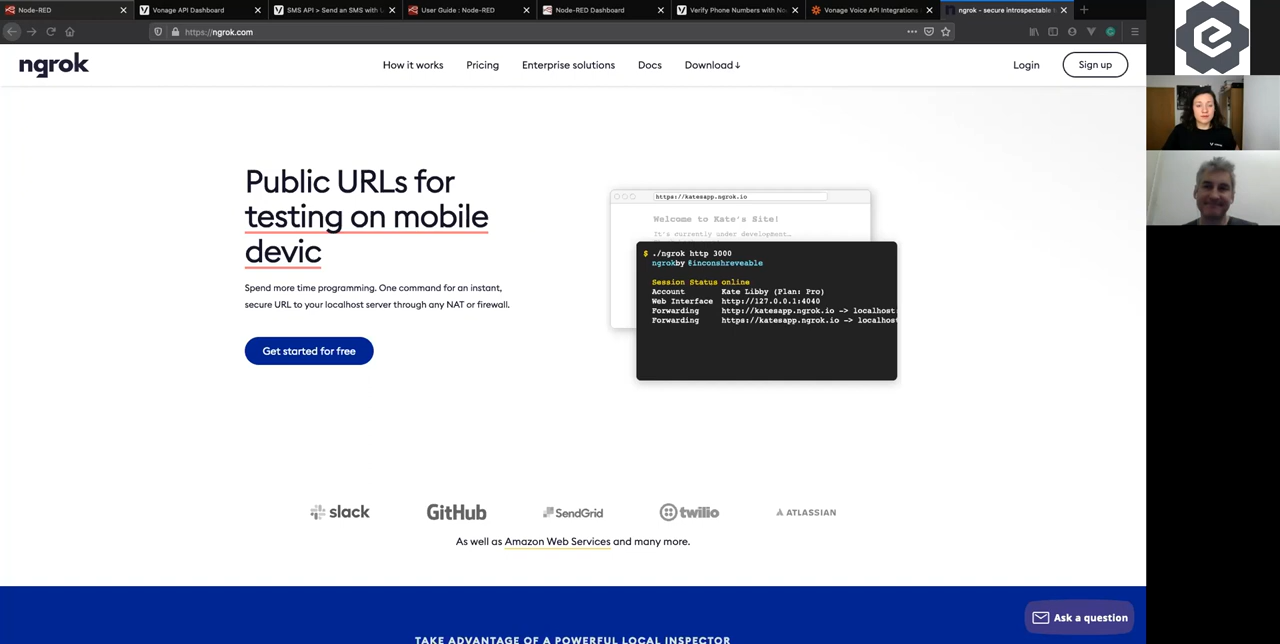 Node-RED
Vonage API Dashboard
SMS API > Send an SMS with
User Guide : Node-RED
Node-RED Dashboard
Verify Phone Numbers with No
Vonage Voice API Integrations
ngrok - secure introspectable
https://ngrok.com
ngrok
How it works
Pricing
Enterprise solutions
Docs
Download↓
Login
Sign up
Public URLs for
testing on mobile
devic
Spend more time programming. One command for an instant,
secure URL to your localhost server through any NAT or firewall.
Get started for free
https://katesapp.ngrok.io
Welcome to Kate's Site!
It's currently under development…
$ ./ngrok http 3000
ngrokby @inconshreveable
Session Status online
Account Kate Libby (Plan: Pro)
Web Interface http://127.0.0.1:4040
Forwarding http://katesapp.ngrok.io -> localhost:
Forwarding https://katesapp.ngrok.io -> localhost
slack
GitHub
SendGrid
twilio
ATLASSIAN
As well as Amazon Web Services and many more.
Ask a question
TAKE ADVANTAGE OF A POWERFUL LOCAL INSPECTOR